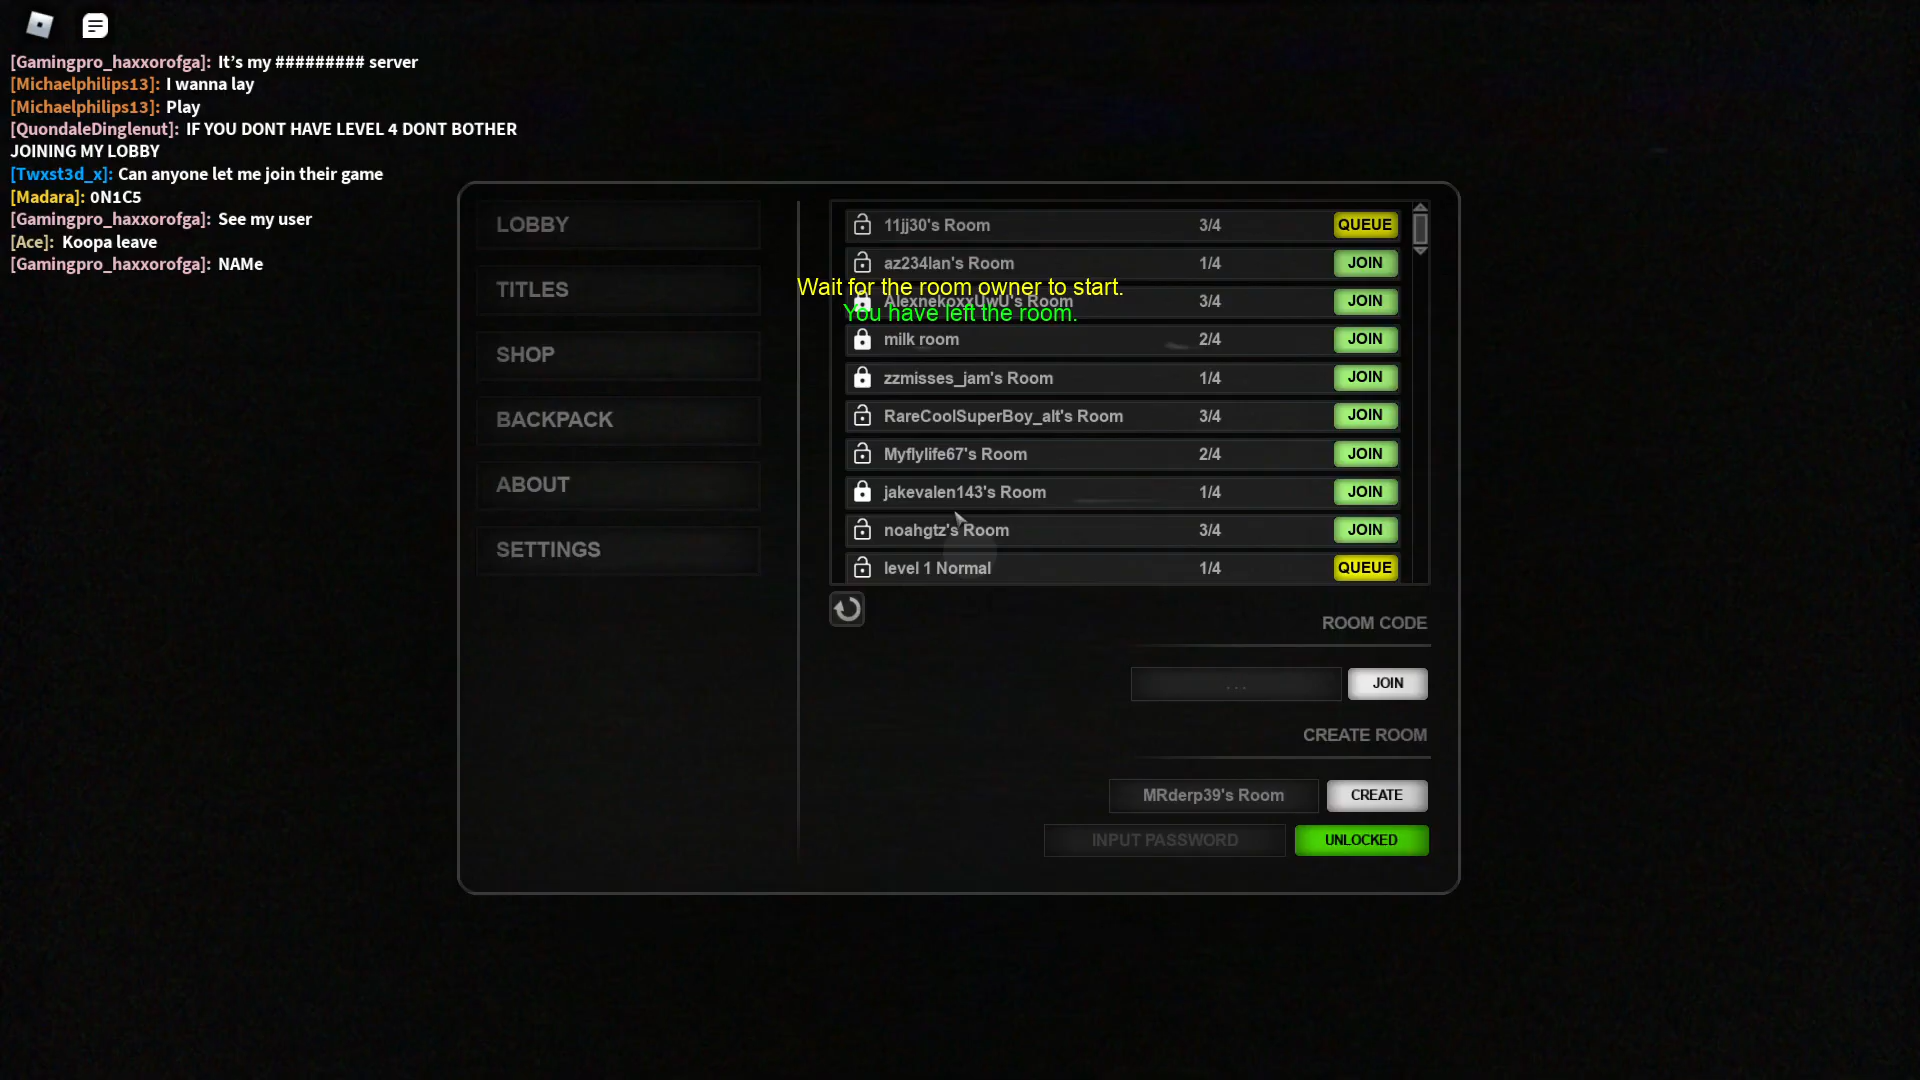 [Gamingpro_haxxorofga]: It's my ######### server
[Michaelphilips13]: I wanna lay
[Michaelphilips13]: Play
[QuondaleDinglenut]: IF YOU DONT HAVE LEVEL 4 DONT BOTHER
JOINING MY LOBBY
[Twxst3d_x]: Can anyone let me join their game
[Madara]: 0N1C5
[Gamingpro_haxxorofga]: See my user
[Ace]: Koopa leave
[Gamingpro_haxxorofga]: NAMe
LOBBY
TITLES
SHOP
BACKPACK
ABOUT
SETTINGS
11jj30's Room 3/4 QUEUE
az234lan's Room 1/4 JOIN
Wait for the room owner to start.
AlexnekoxxUwU's Room 3/4 JOIN
You have left the room.
milk room 2/4 JOIN
zzmisses_jam's Room 1/4 JOIN
RareCoolSuperBoy_alt's Room 3/4 JOIN
Myflylife67's Room 2/4 JOIN
jakevalen143's Room 1/4 JOIN
noahgtz's Room 3/4 JOIN
level 1 Normal 1/4 QUEUE
ROOM CODE
. . . JOIN
CREATE ROOM
MRderp39's Room CREATE
INPUT PASSWORD UNLOCKED